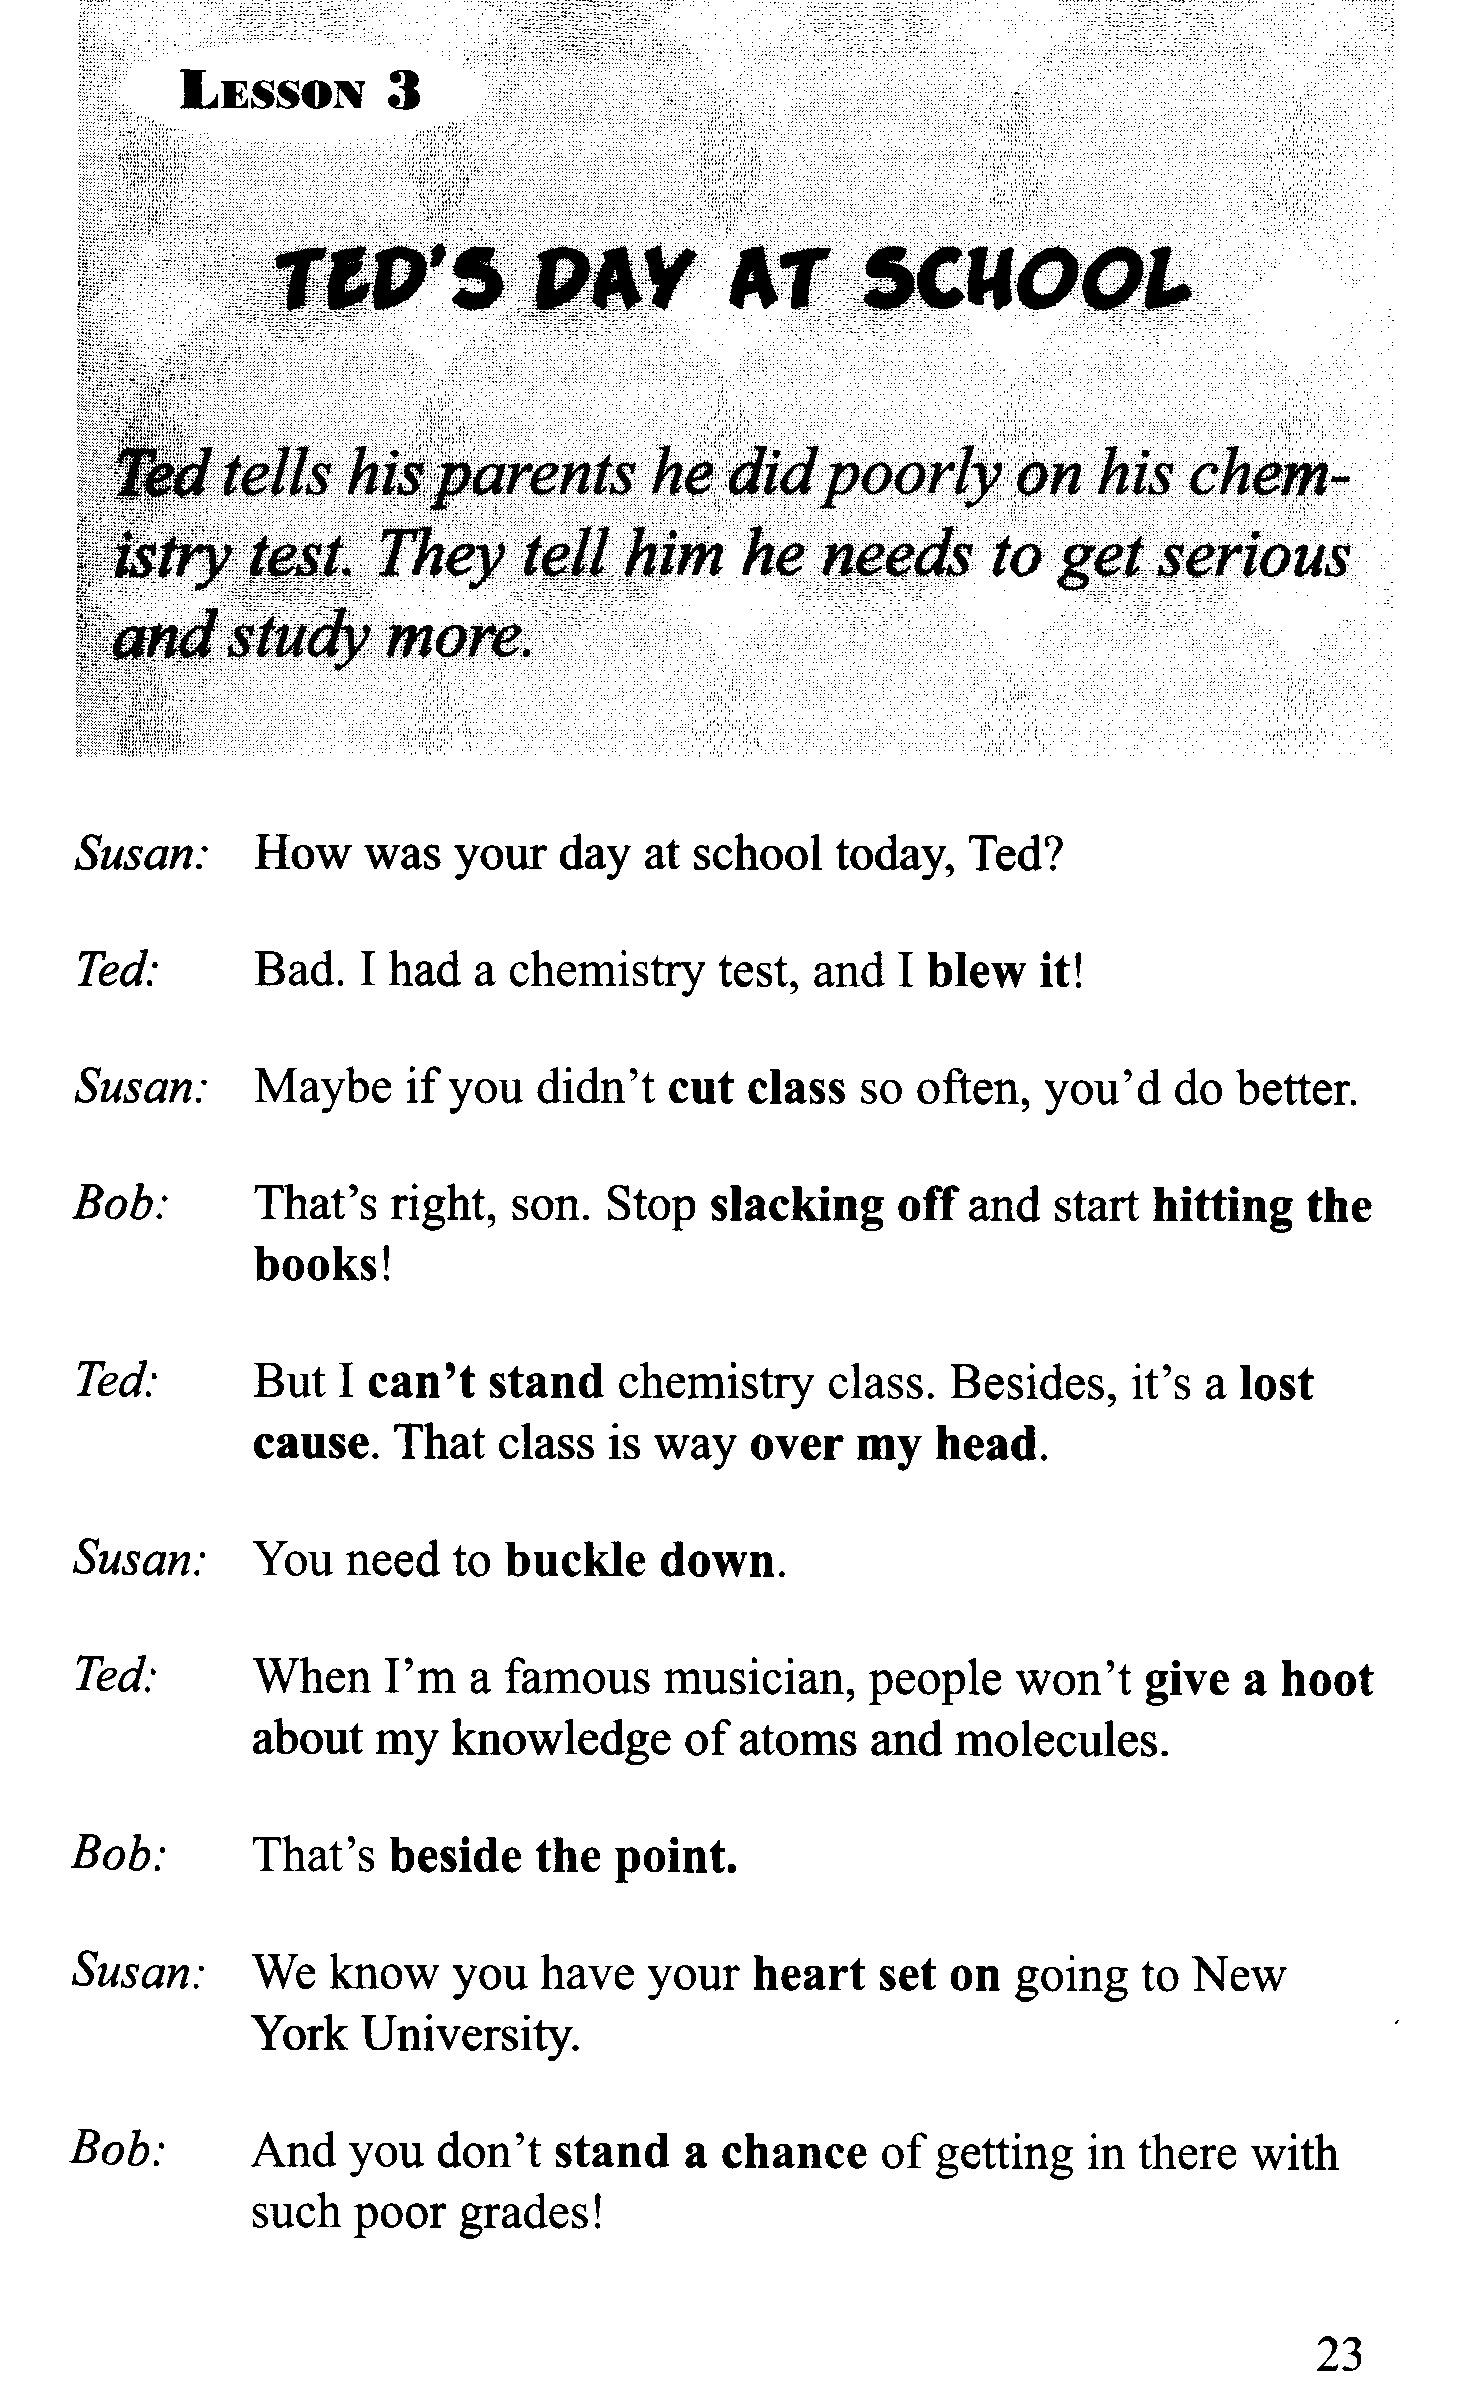 LESSON 3
TED'S DAY AT SCHOOL
Ted tells his parents he did poorly on his chem-
istry test. They tell him he needs to get serious
and study more.
Susan: How was your day at school today, Ted?
Ted: Bad. I had a chemistry test, and I blew it!
Susan: Maybe if you didn't cut class so often, you'd do better.
Bob: That's right, son. Stop slacking off and start hitting the
books!
Ted: But I can't stand chemistry class. Besides, it's a lost
cause. That class is way over my head.
Susan: You need to buckle down.
Ted: When I'm a famous musician, people won't give a hoot
about my knowledge of atoms and molecules.
Bob: That's beside the point.
Susan: We know you have your heart set on going to New
York University.
Bob: And you don't stand a chance of getting in there with
such poor grades!
23